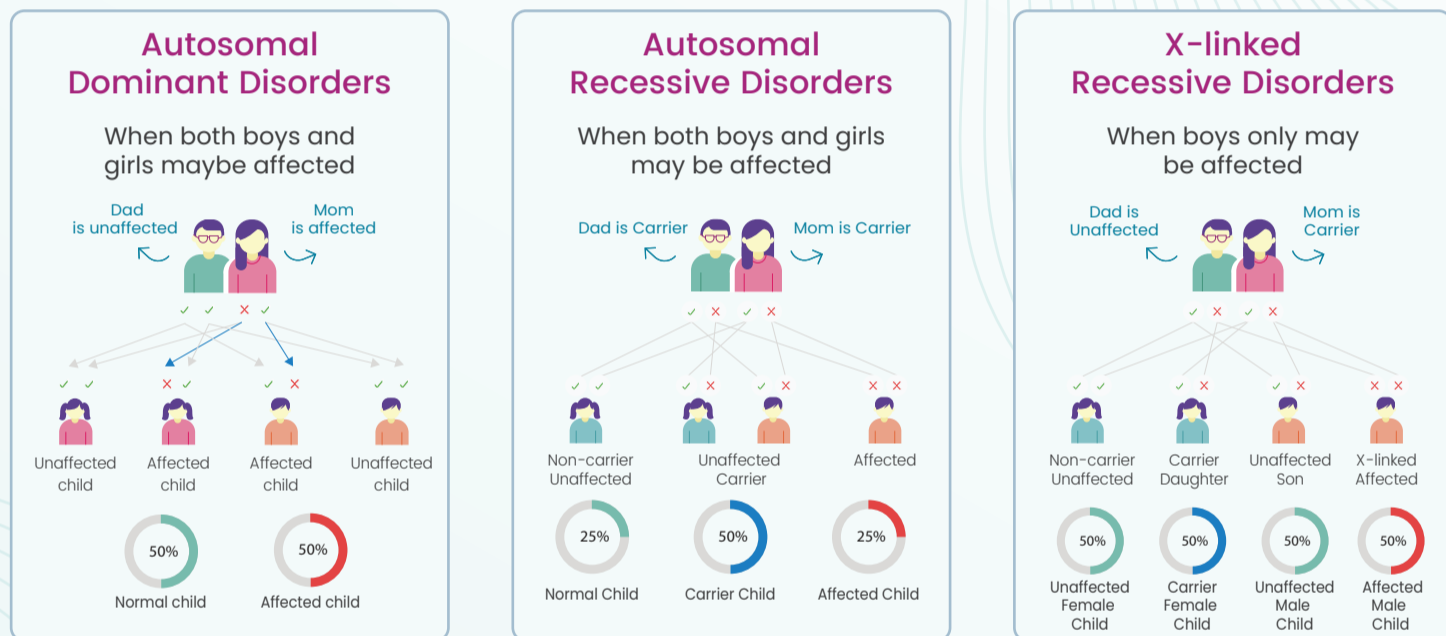 Autosomal
Dominant Disorders
When both boys and
girls maybe affected
Dad
is unaffected
Mom
is affected
Unaffected
child
Affected
child
Affected
child
Unaffected
child
50%
Normal child
50%
Affected child
Autosomal
Recessive Disorders
When both boys and girls
may be affected
Dad is Carrier
Mom is Carrier
Non-carrier
Unaffected
Unaffected
Carrier
Affected
25%
Normal Child
50%
Carrier Child
25%
Affected Child
X-linked
Recessive Disorders
When boys only may
be affected
Dad is
Unaffected
Mom is
Carrier
Non-carrier
Unaffected
Carrier
Daughter
Unaffected
Son
X-linked
Affected
50%
Unaffected
Female
Child
50%
Carrier
Female
Child
50%
Unaffected
Male
Child
50%
Affected
Male
Child